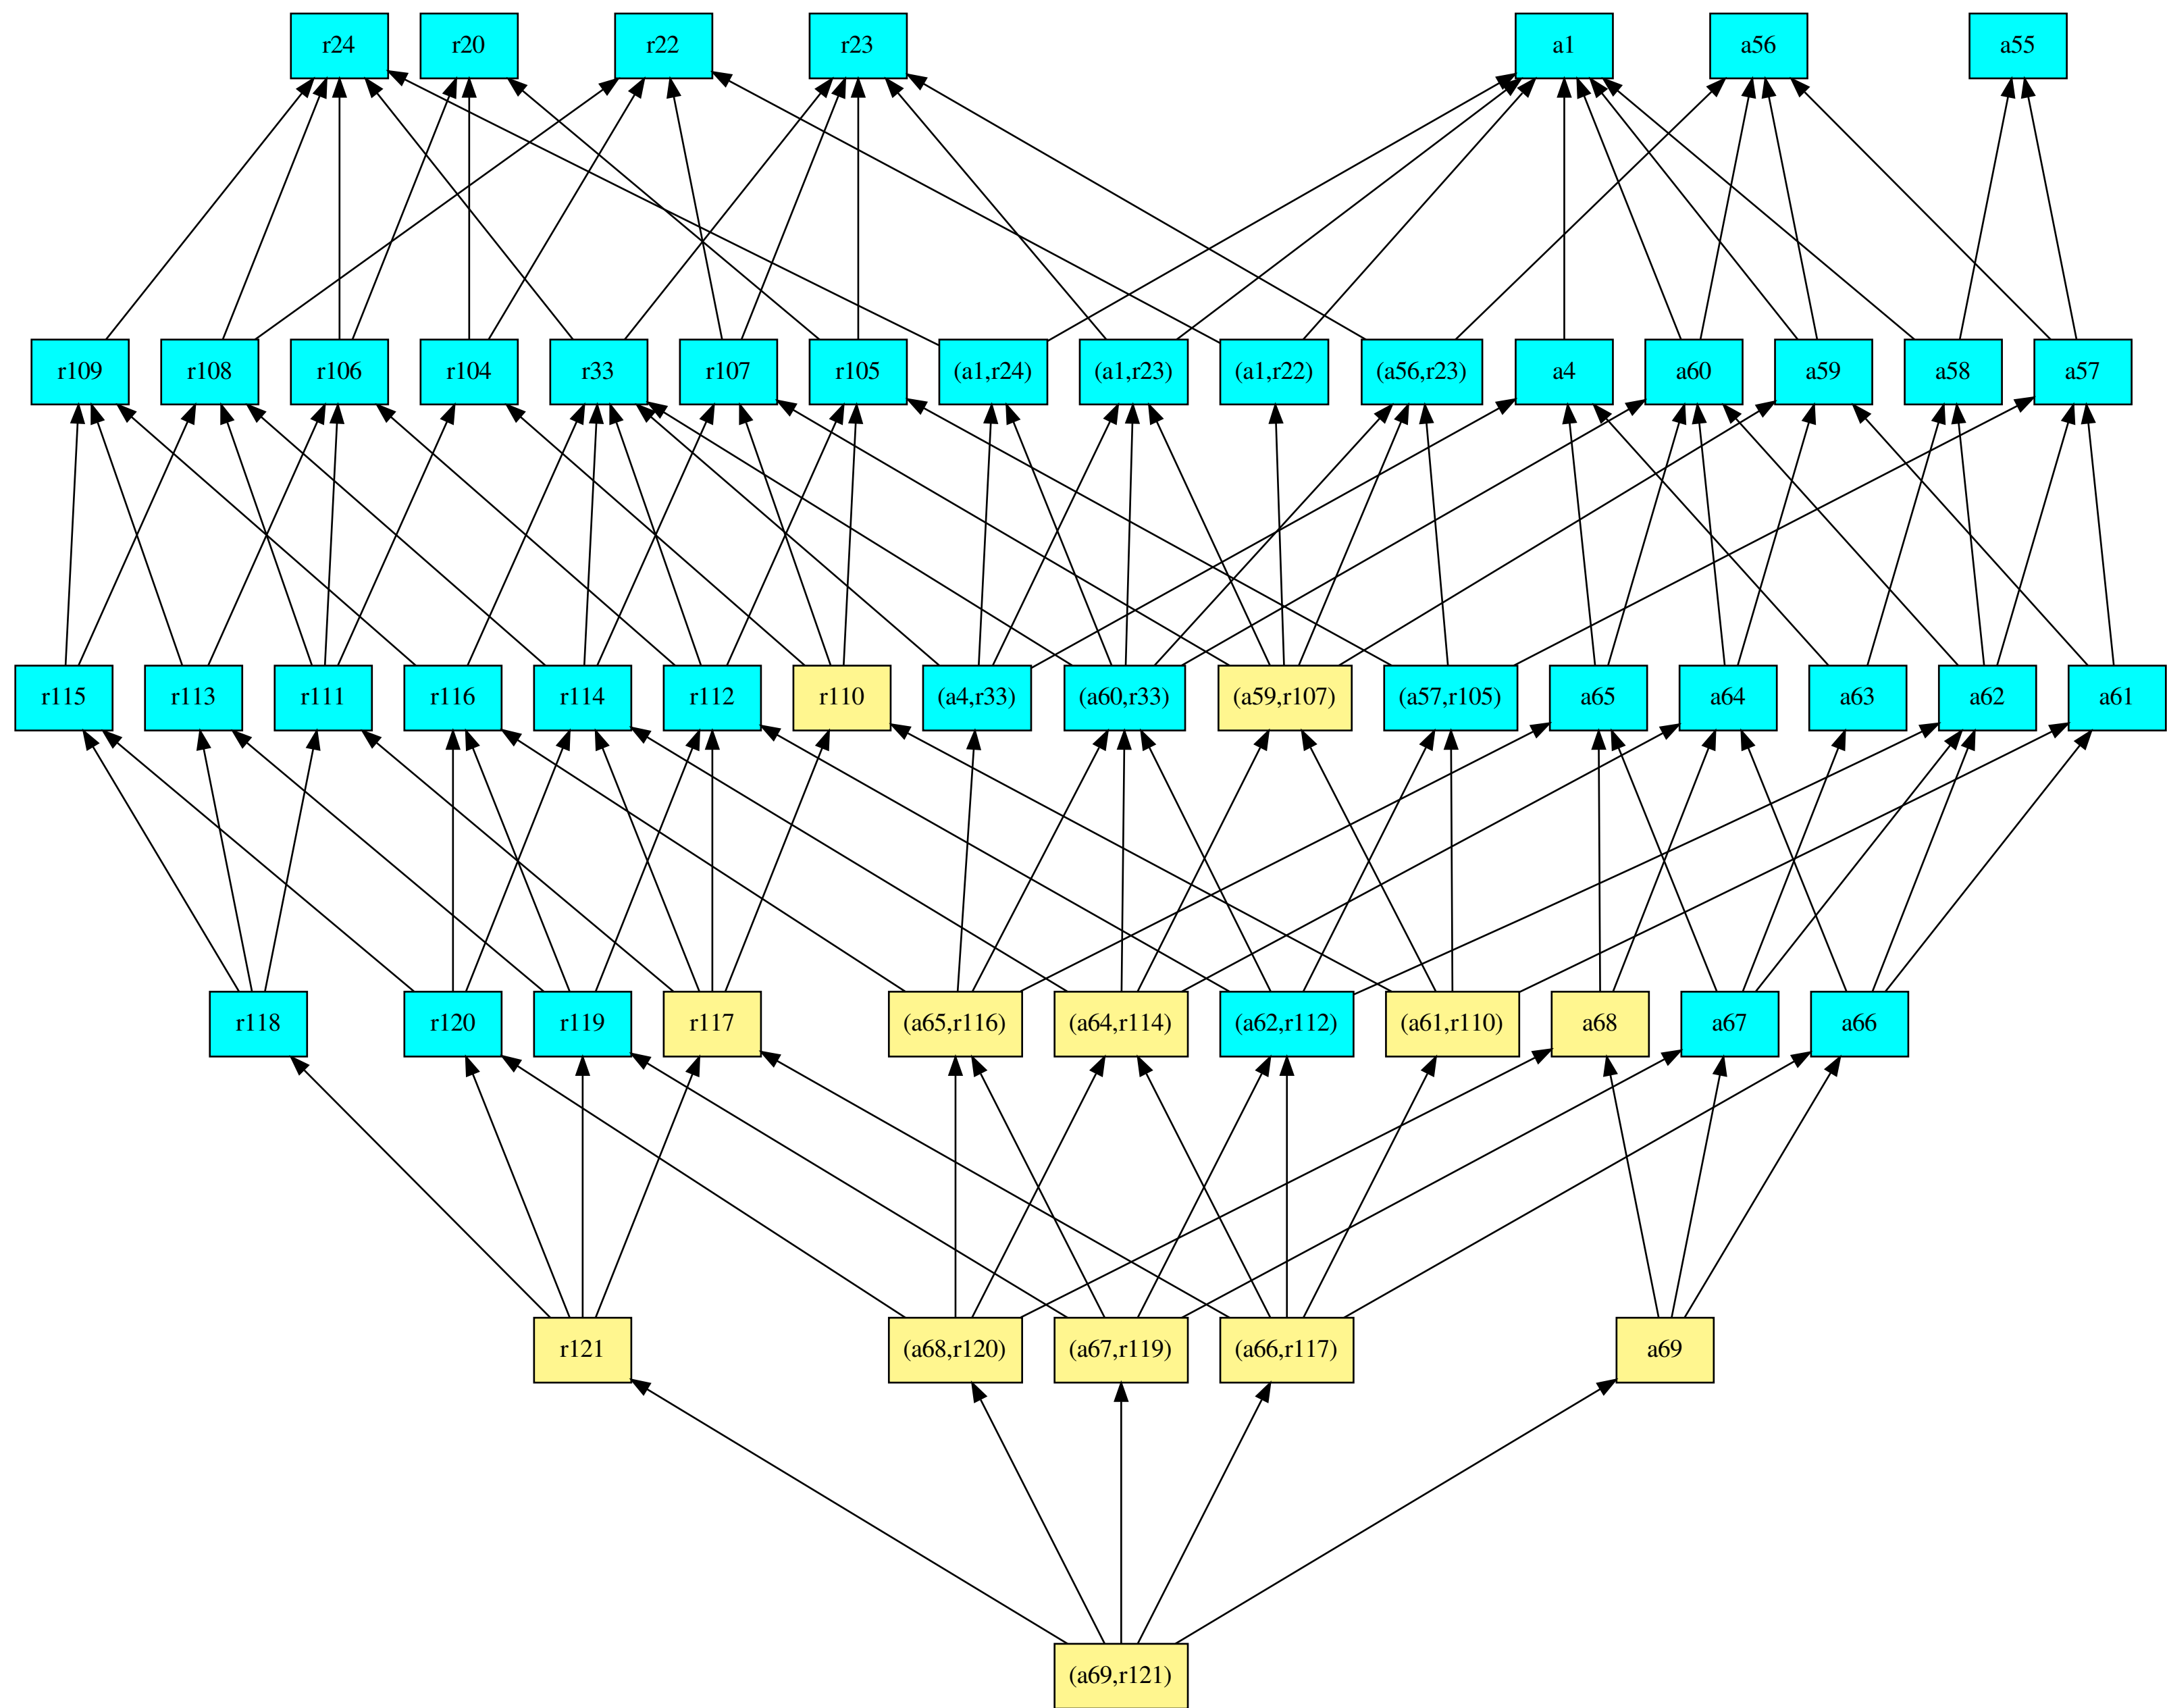 r24 r20 r22 r23 a1 a56 a55
r109 r108 r106 r104 r33 r107 r105 (a1,r24) (a1,r23) (a1,r22) (a56,r23) a4 a60 a59 a58 a57
r115 r113 r111 r116 r114 r112 r110 (a4,r33) (a60,r33) (a59,r107) (a57,r105) a65 a64 a63 a62 a61
r118 r120 r119 r117 (a65,r116) (a64,r114) (a62,r112) (a61,r110) a68 a67 a66
r121 (a68,r120) (a67,r119) (a66,r117) a69
(a69,r121)